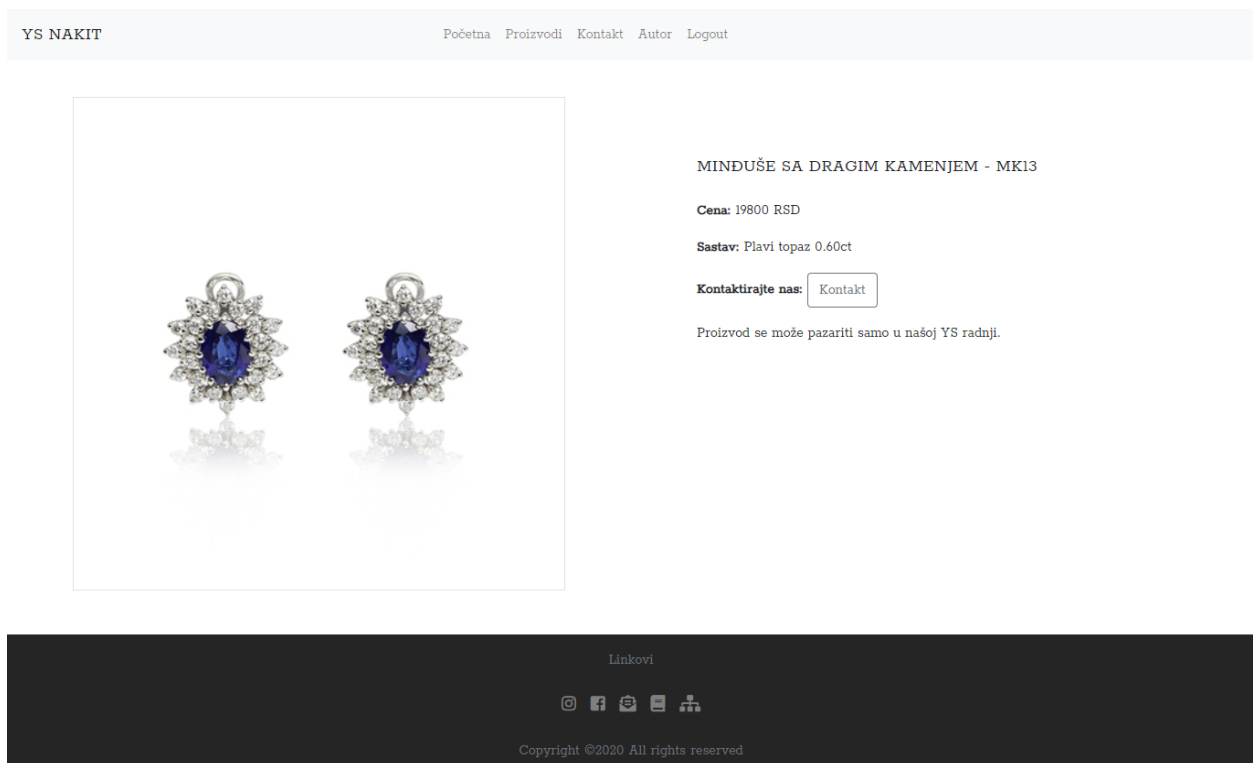 YS NAKIT
Početna Proizvodi Kontakt Autor Logout
MINĐUŠE SA DRAGIM KAMENJEM - MK13
Cena: 19800 RSD
Sastav: Plavi topaz 0.60ct
Kontaktirajte nas: Kontakt
Proizvod se može pazariti samo u našoj YS radnji.
Linkovi
Copyright ©2020 All rights reserved